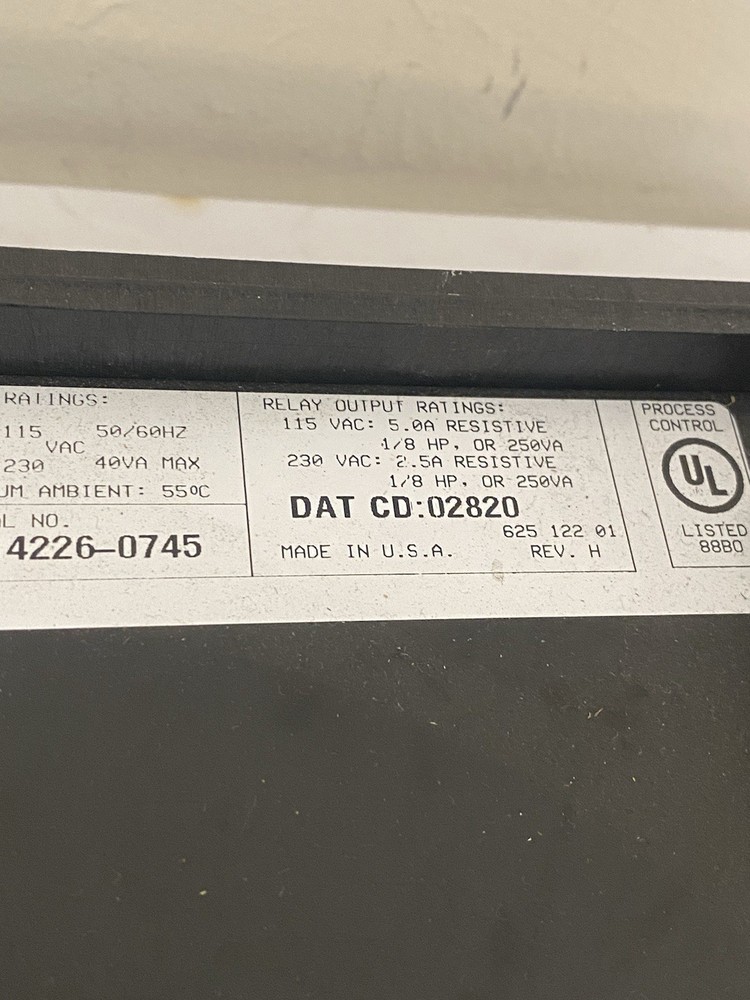 RATINGS:
115 50/60HZ
VAC
230 40VA MAX
UM AMBIENT: 55ºC
L NO.
4226-0745
RELAY OUTPUT RATINGS:
115 VAC: 5.0A RESISTIVE
1/8 HP, OR 250VA
230 VAC: 2.5A RESISTIVE
1/8 HP, OR 250VA
DAT CD:02820
625 122 01
MADE IN U.S.A. REV. H
PROCESS
CONTROL
UL
LISTED
88B0